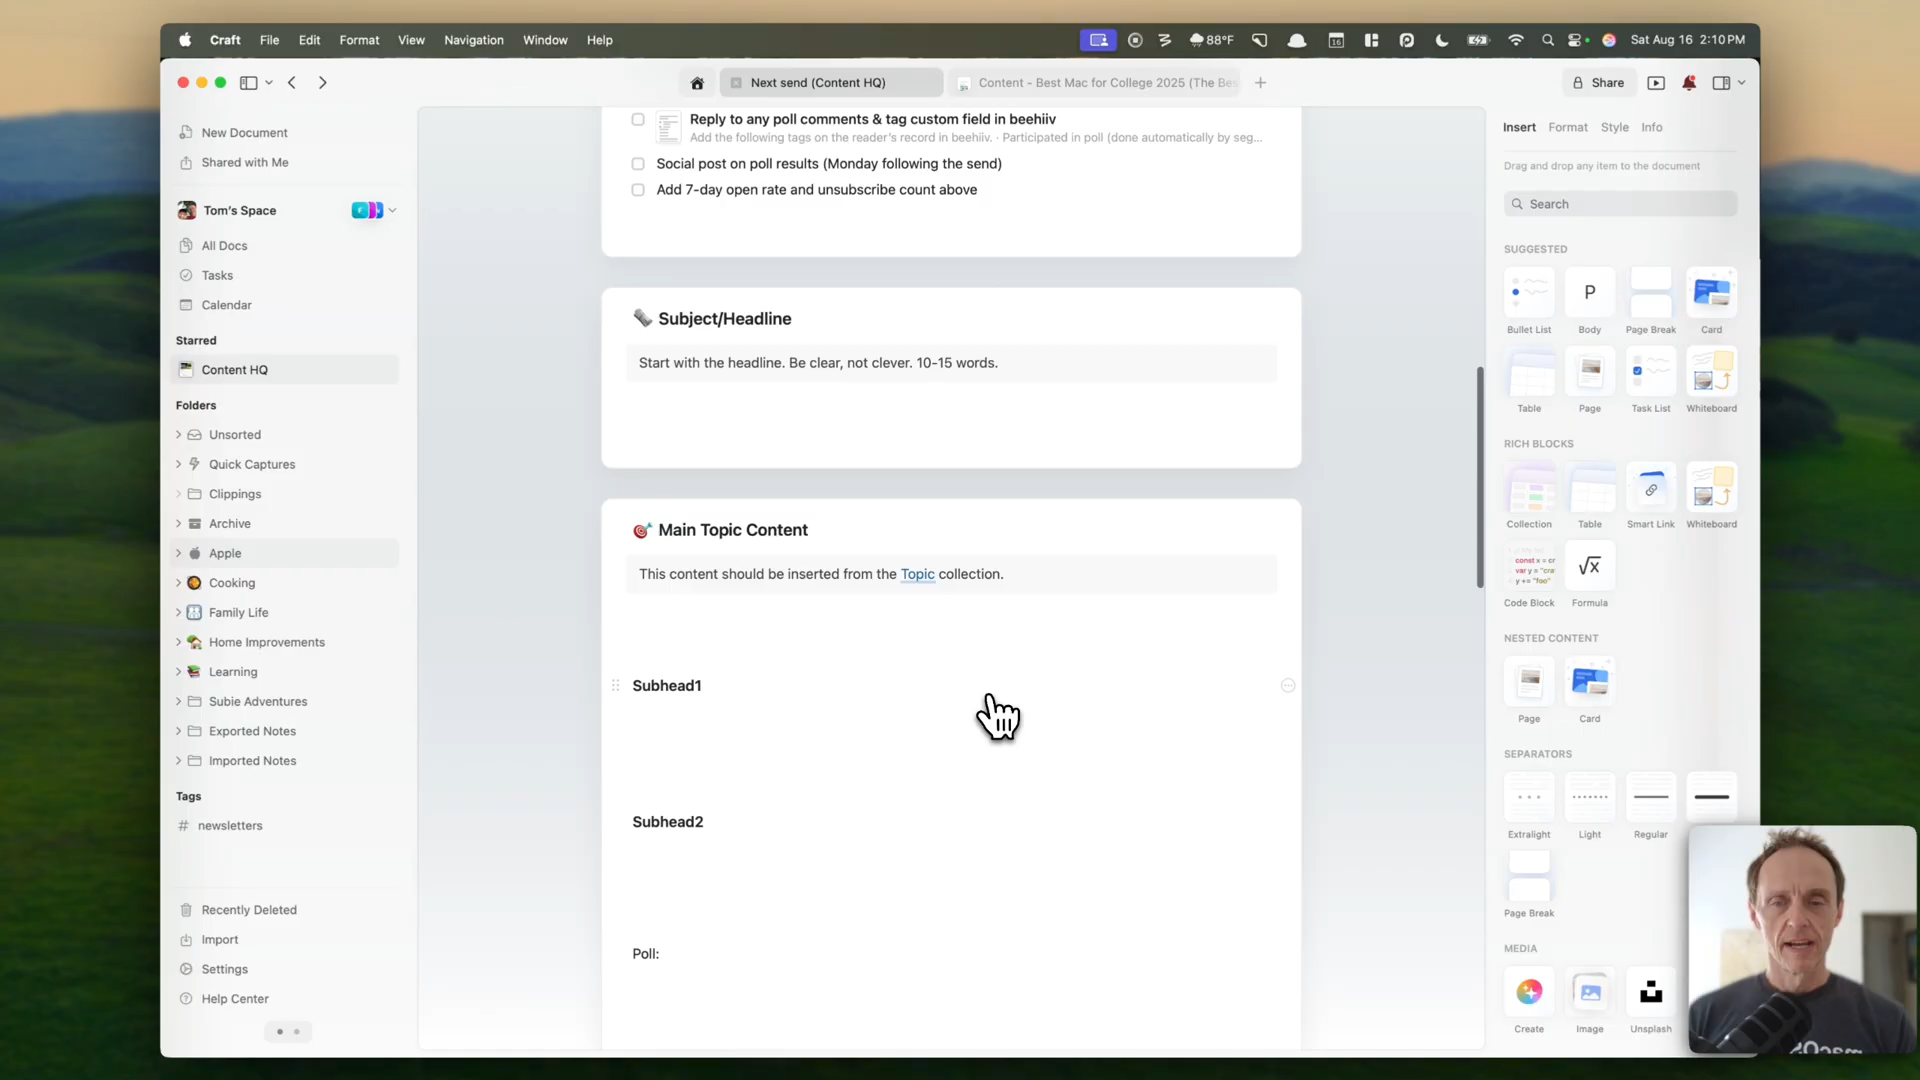 Craft File Edit Format View Navigation Window Help 88°F 16 Sat Aug 16 2:10 PM
Next send (Content HQ) Content - Best Mac for College 2025 (The Bes Share
New Document
Shared with Me
Tom's Space
All Docs
Tasks
Calendar
Starred
Content HQ
Folders
Unsorted
Quick Captures
Clippings
Archive
Apple
Cooking
Family Life
Home Improvements
Learning
Subie Adventures
Exported Notes
Imported Notes
Tags
# newsletters
Recently Deleted
Import
Settings
Help Center
Reply to any poll comments & tag custom field in beehiiv
Add the following tags on the reader's record in beehiiv. · Participated in poll (done automatically by seg...
Social post on poll results (Monday following the send)
Add 7-day open rate and unsubscribe count above
Subject/Headline
Start with the headline. Be clear, not clever. 10-15 words.
Main Topic Content
This content should be inserted from the Topic collection.
Subhead1
Subhead2
Poll:
Insert Format Style Info
Drag and drop any item to the document
Search
SUGGESTED
P
Bullet List Body Page Break Card
Table Page Task List Whiteboard
RICH BLOCKS
Collection Table Smart Link Whiteboard
const x = cr
var y = "cra
y += "foo"
√x
Code Block Formula
NESTED CONTENT
Page Card
SEPARATORS
Extralight Light Regular
Page Break
MEDIA
Create Image Unsplash